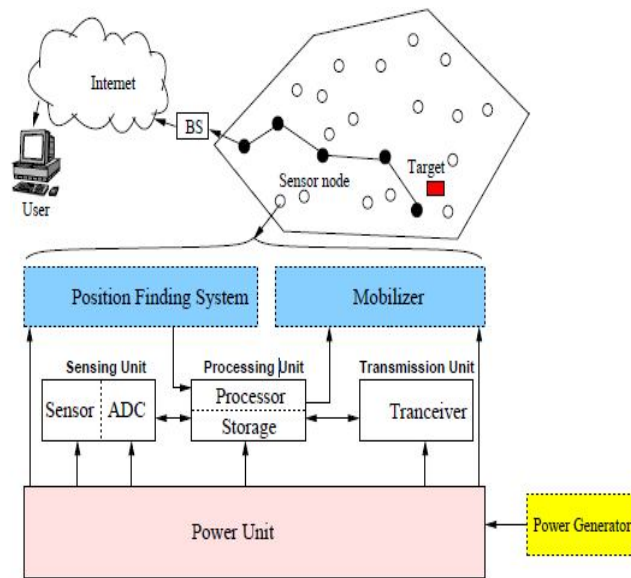 Internet
BS
Target
Sensor node
User
Position Finding System
Mobilizer
Sensing Unit
Processing Unit
Transmission Unit
Sensor
ADC
Processor
Storage
Tranceiver
Power Unit
Power Generator